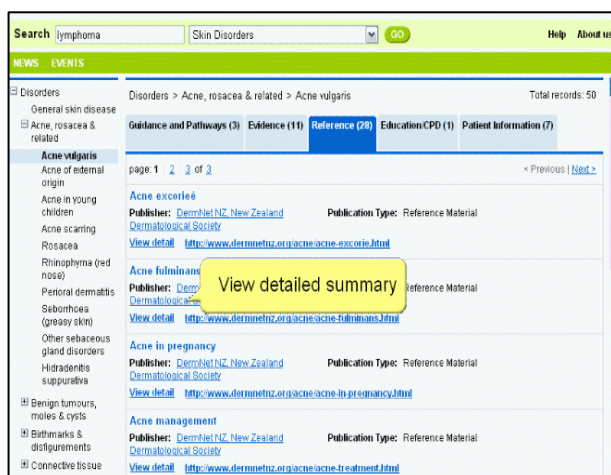 Search lymphoma Skin Disorders GO Help About us
NEWS EVENTS
Disorders
General skin disease
Acne, rosacea &
related
Acne vulgaris
Acne of external
origin
Acne in young
children
Acne scarring
Rosacea
Rhinophyma (red
nose)
Perioral dermatitis
Seborrhoea
(greasy skin)
Other sebaceous
gland disorders
Hidradenitis
suppurativa
Benign tumours,
moles & cysts
Birthmarks &
disfigurements
Connective tissue
Disorders > Acne, rosacea & related > Acne vulgaris Total records: 50
Guidance and Pathways (3) Evidence (11) Reference (28) Education/CPD (1) Patient Information (7)
page: 1 | 2 3 of 3 < Previous | Next >
Acne excorieé
Publisher: DermNet NZ, New Zealand Publication Type: Reference Material
Dermatological Society
View detail http://www.dermnetnz.org/acne/acne-excorie.html
Acne fulminans
Publisher: Derm Reference Material
Dermatological
View detailed summary
View detail http://www.dermnetnz.org/acne/acne-fulminans.html
Acne in pregnancy
Publisher: DermNet NZ, New Zealand Publication Type: Reference Material
Dermatological Society
View detail http://www.dermnetnz.org/acne/acne-in-pregnancy.html
Acne management
Publisher: DermNet NZ, New Zealand Publication Type: Reference Material
Dermatological Society
View detail http://www.dermnetnz.org/acne/acne-treatment.html